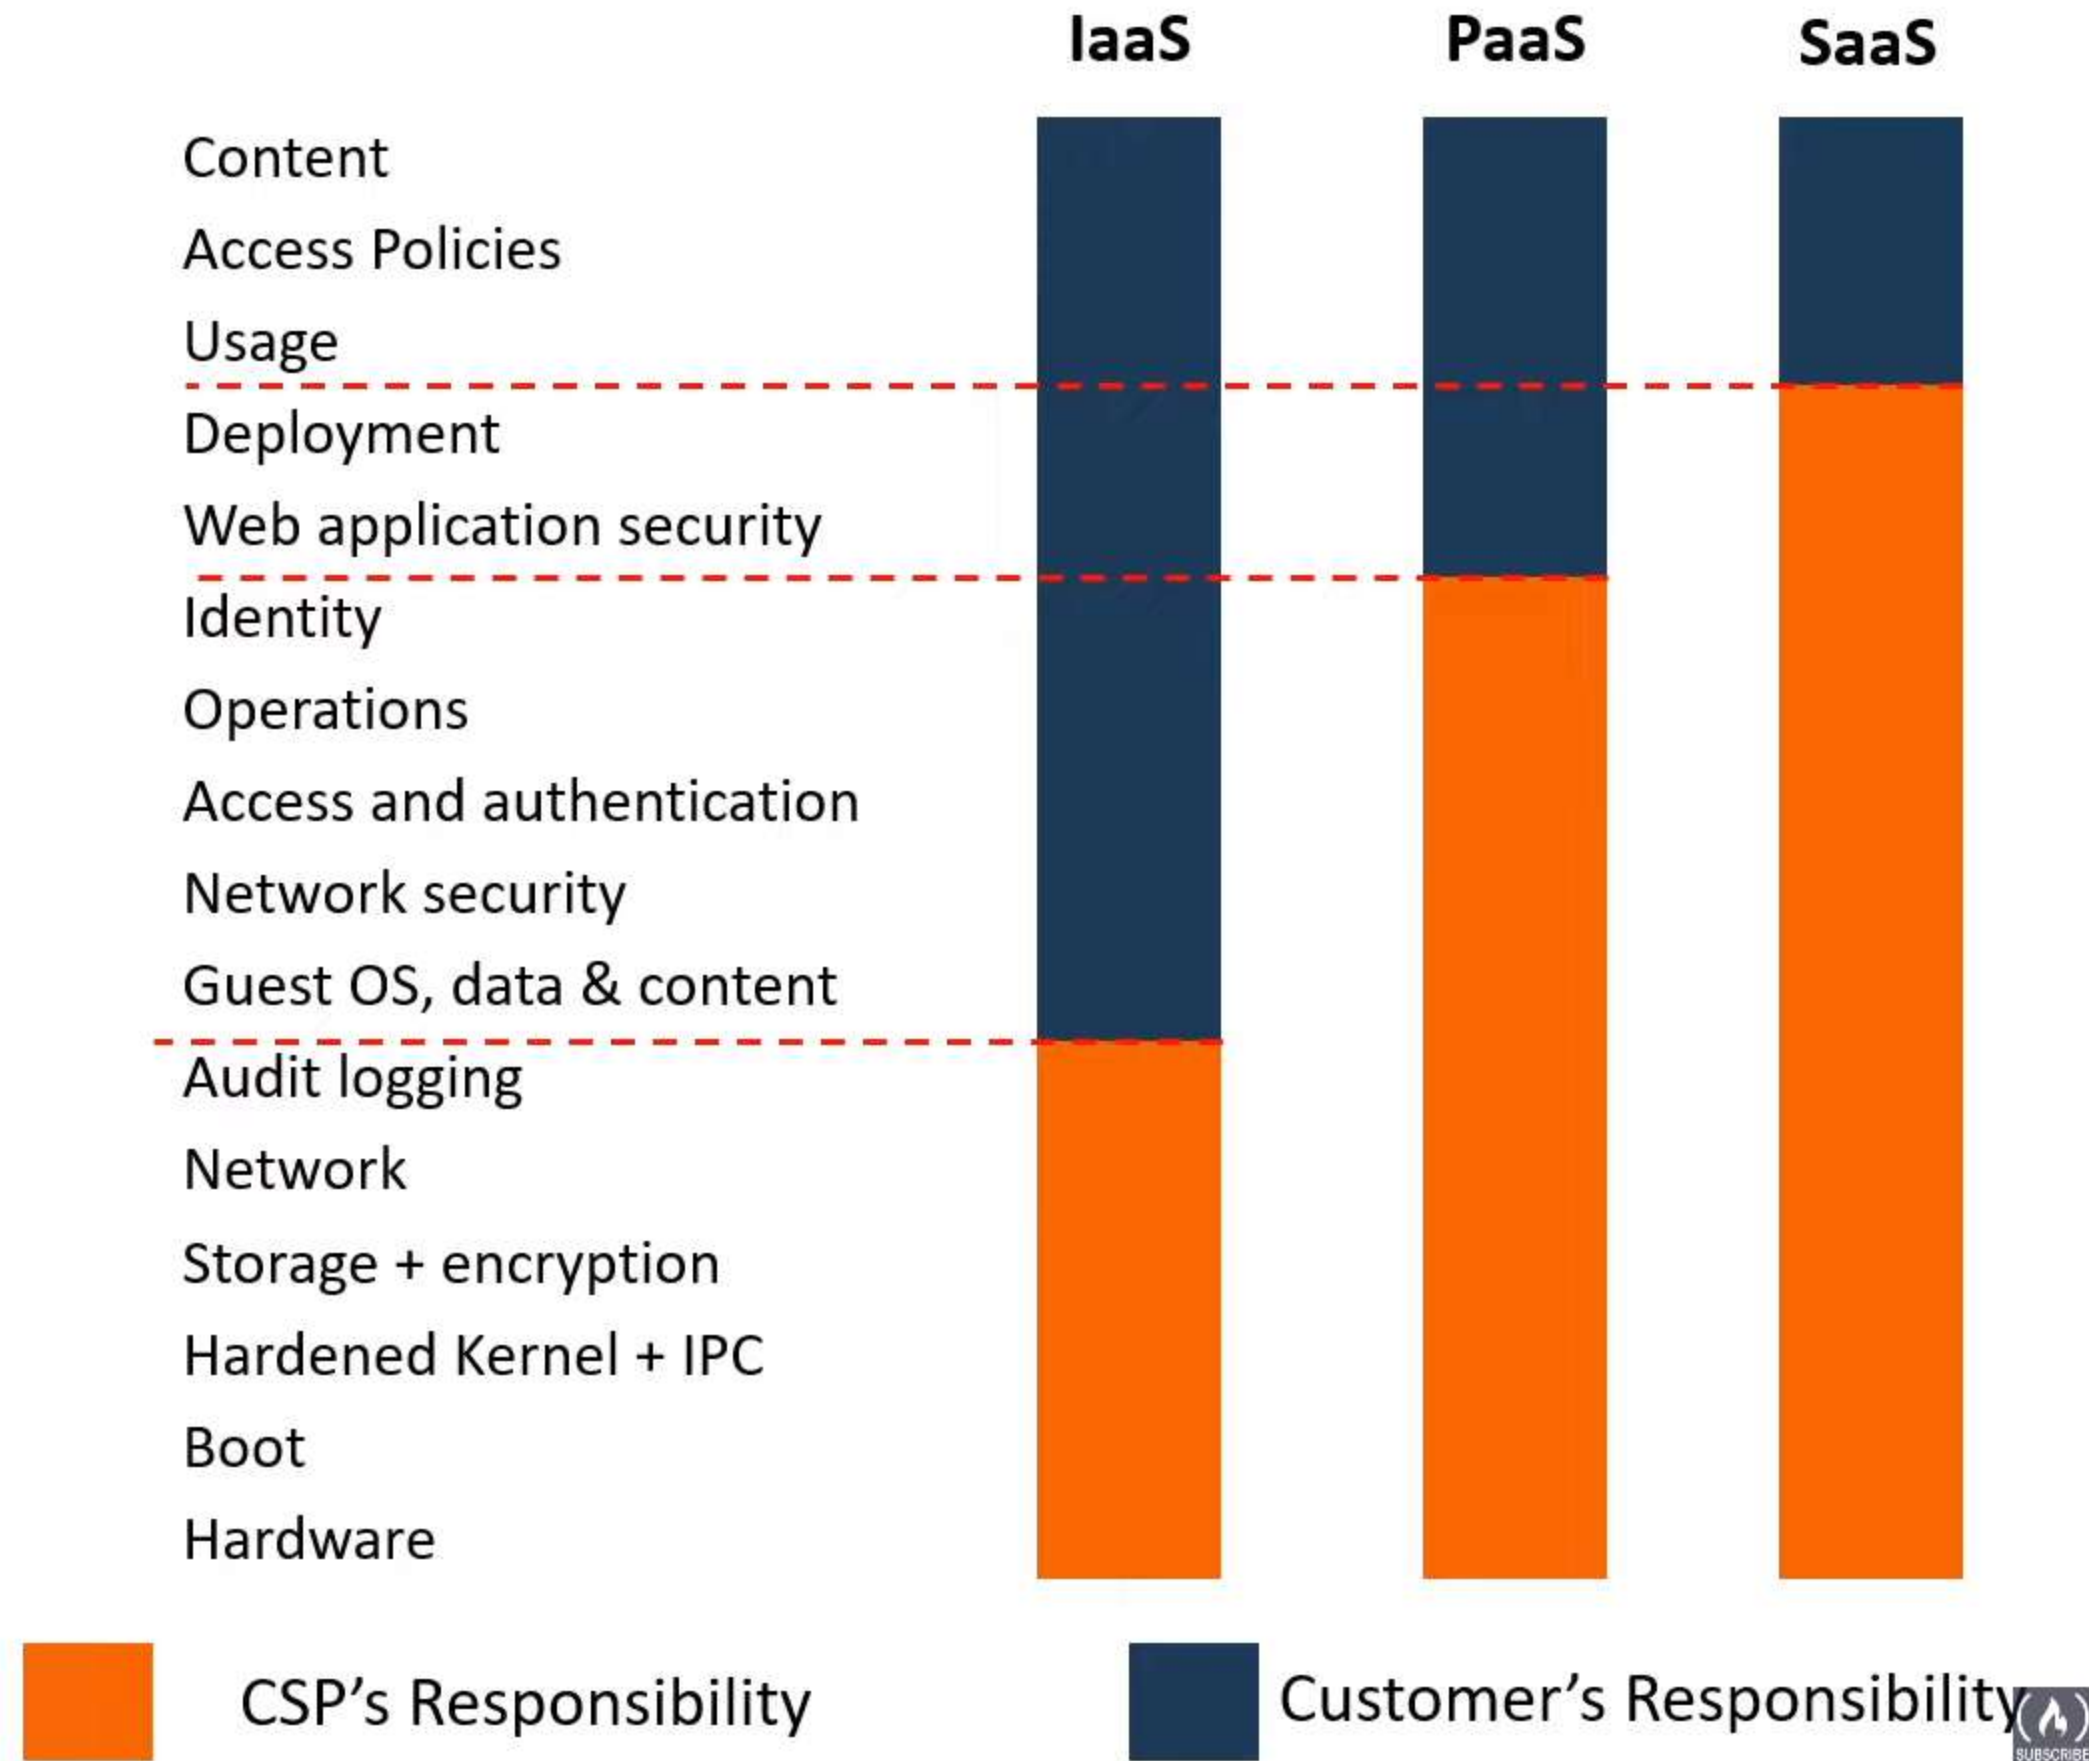 IaaS PaaS SaaS
Content
Access Policies
Usage
Deployment
Web application security
Identity
Operations
Access and authentication
Network security
Guest OS, data & content
Audit logging
Network
Storage + encryption
Hardened Kernel + IPC
Boot
Hardware
CSP’s Responsibility
Customer’s Responsibility
SUBSCRIBE